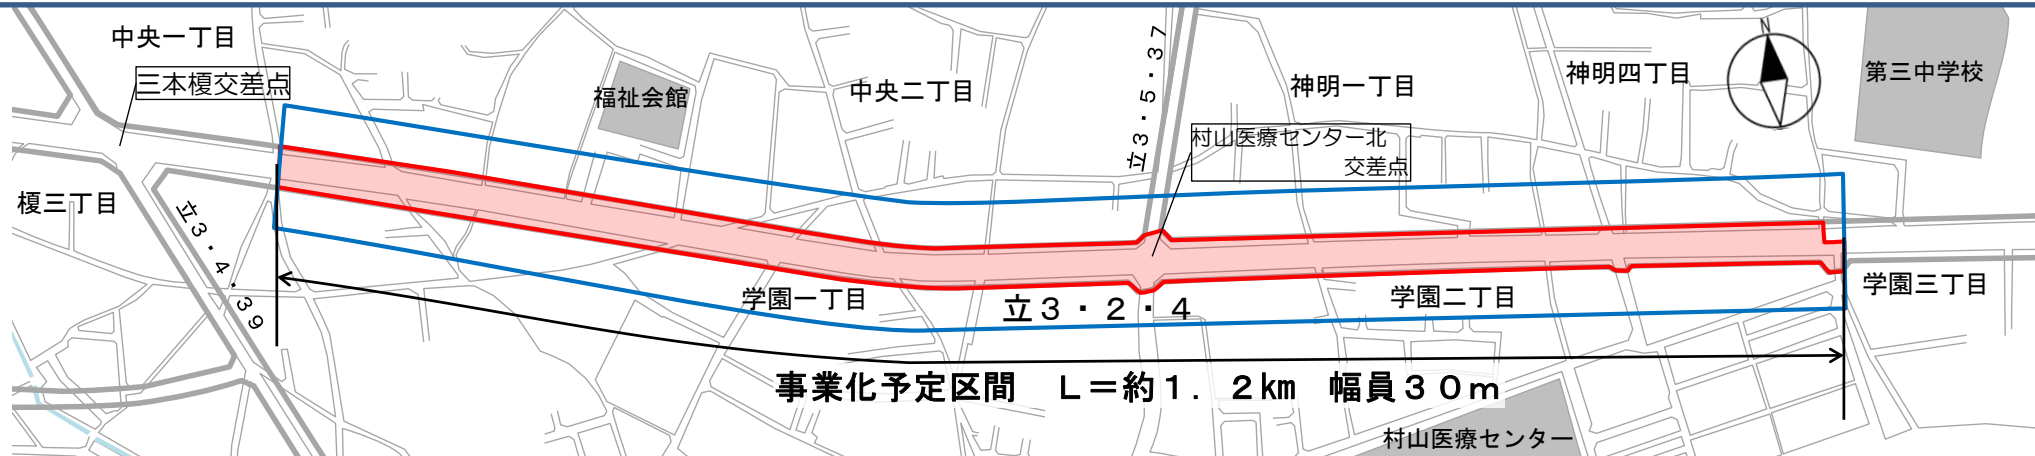 中央一丁目
三本榎交差点
福祉会館
中央二丁目
立3・5・37
神明一丁目
神明四丁目
N
第三中学校
村山医療センター北
交差点
榎三丁目
立3・4・39
学園一丁目
立3・2・4
学園二丁目
学園三丁目
事業化予定区間　L＝約1．2km　幅員30m
村山医療センター